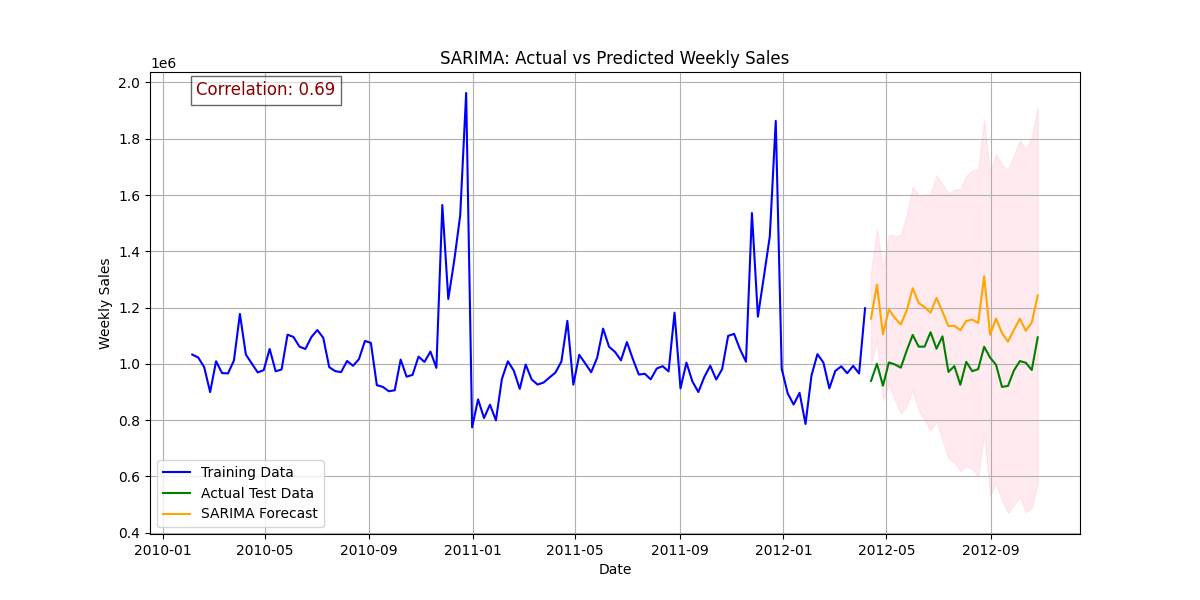 SARIMA: Actual vs Predicted Weekly Sales
1e6
Correlation: 0.69
2.0
1.8
1.6
1.4
1.2
1.0
0.8
0.6
0.4
Weekly Sales
Training Data
Actual Test Data
SARIMA Forecast
2010-01 2010-05 2010-09 2011-01 2011-05 2011-09 2012-01 2012-05 2012-09
Date